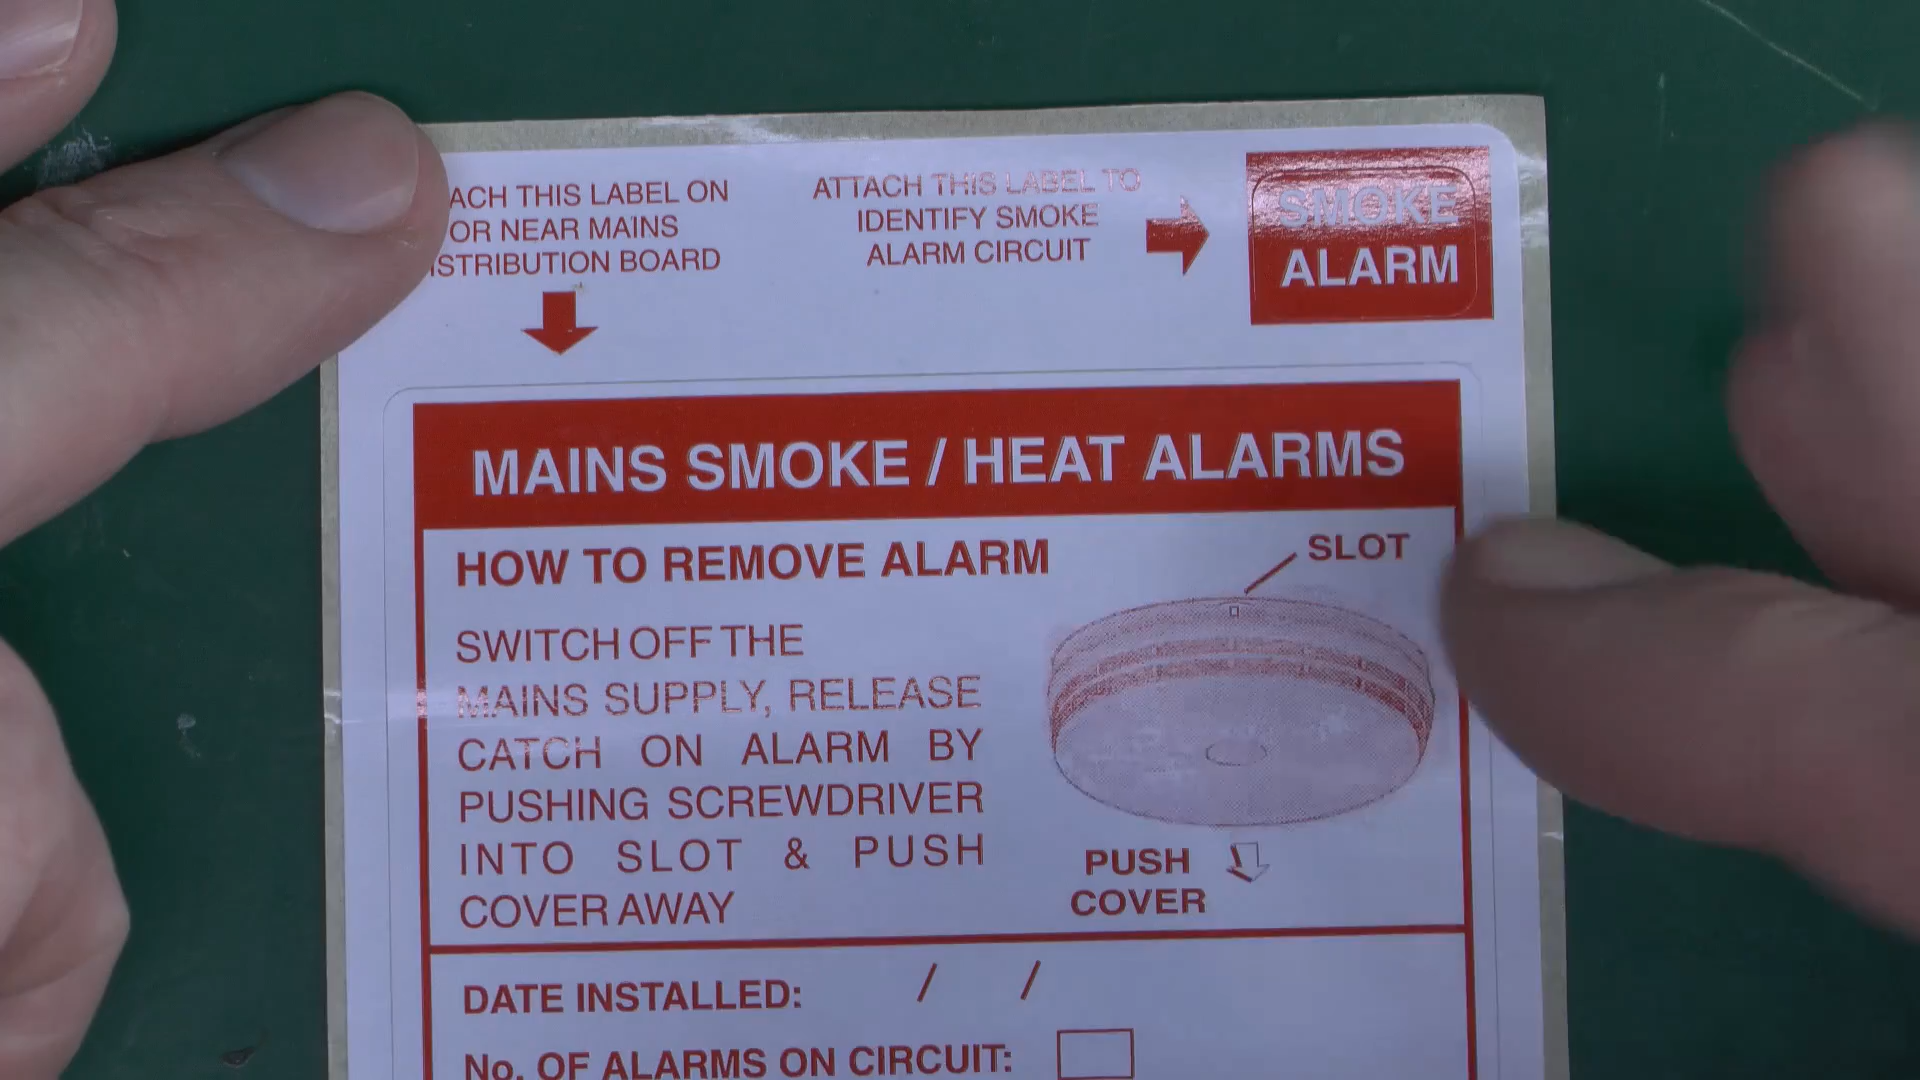 ACH THIS LABEL ON
OR NEAR MAINS
ISTRIBUTION BOARD
ATTACH THIS LABEL TO
IDENTIFY SMOKE
ALARM CIRCUIT
SMOKE
ALARM
MAINS SMOKE / HEAT ALARMS
HOW TO REMOVE ALARM
SLOT
SWITCH OFF THE
MAINS SUPPLY, RELEASE
CATCH ON ALARM BY
PUSHING SCREWDRIVER
INTO SLOT & PUSH
COVER AWAY
PUSH
COVER
DATE INSTALLED: / /
No. OF ALARMS ON CIRCUIT: